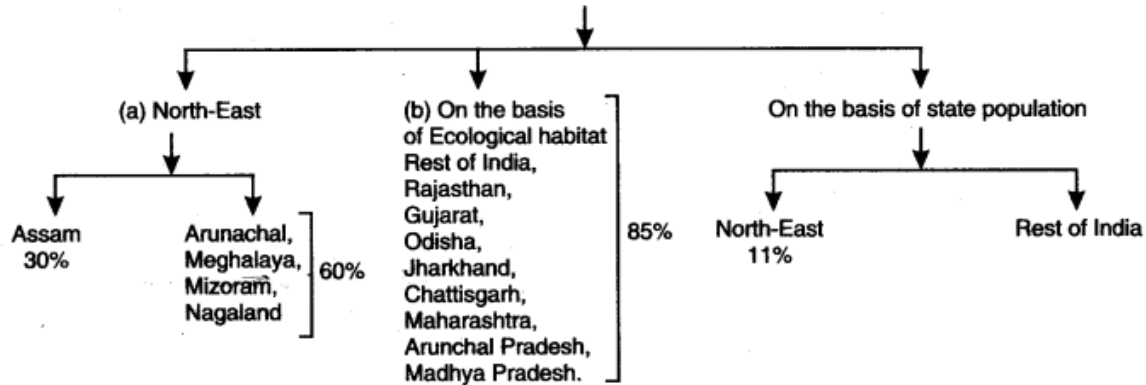 (a) North-East
Assam
30%
Arunachal,
Meghalaya,
Mizoram,
Nagaland
60%
(b) On the basis
of Ecological habitat
Rest of India,
Rajasthan,
Gujarat,
Odisha,
Jharkhand,
Chattisgarh,
Maharashtra,
Arunchal Pradesh,
Madhya Pradesh.
85%
On the basis of state population
North-East
11%
Rest of India